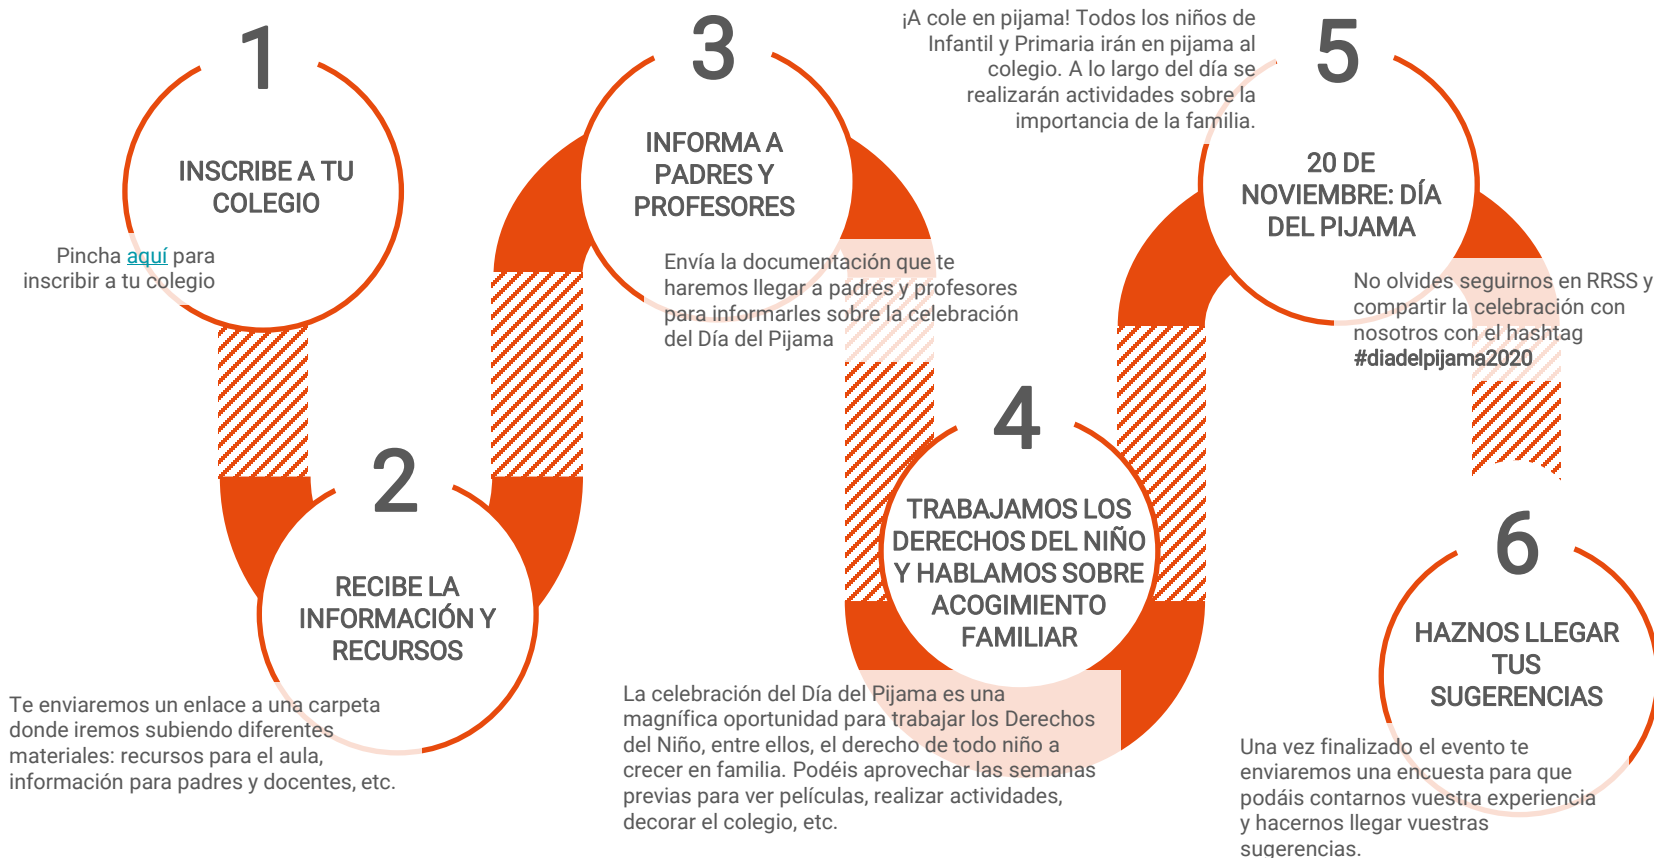 1
INSCRIBE A TU
COLEGIO
Pincha aquí para
inscribir a tu colegio
2
RECIBE LA
INFORMACIÓN Y
RECURSOS
Te enviaremos un enlace a una carpeta
donde iremos subiendo diferentes
materiales: recursos para el aula,
información para padres y docentes, etc.
3
INFORMA A
PADRES Y
PROFESORES
Envía la documentación que te
haremos llegar a padres y profesores
para informarles sobre la celebración
del Día del Pijama
4
TRABAJAMOS LOS
DERECHOS DEL NIÑO
Y HABLAMOS SOBRE
ACOGIMIENTO
FAMILIAR
La celebración del Día del Pijama es una
magnífica oportunidad para trabajar los Derechos
del Niño, entre ellos, el derecho de todo niño a
crecer en familia. Podéis aprovechar las semanas
previas para ver películas, realizar actividades,
decorar el colegio, etc.
¡A cole en pijama! Todos los niños de
Infantil y Primaria irán en pijama al
colegio. A lo largo del día se
realizarán actividades sobre la
importancia de la familia.
5
20 DE
NOVIEMBRE: DÍA
DEL PIJAMA
No olvides seguirnos en RRSS y
compartir la celebración con
nosotros con el hashtag
#diadelpijama2020
6
HAZNOS LLEGAR
TUS
SUGERENCIAS
Una vez finalizado el evento te
enviaremos una encuesta para que
podáis contarnos vuestra experiencia
y hacernos llegar vuestras
sugerencias.